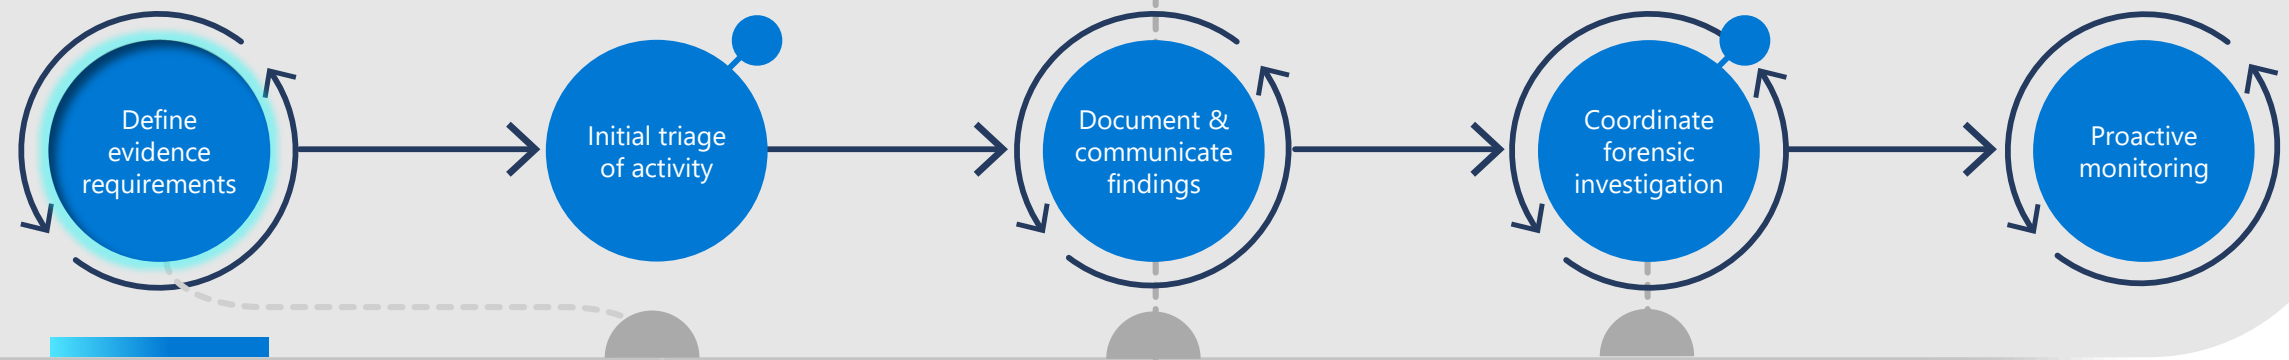 Define
evidence
requirements
Initial triage
of activity
Document &
communicate
findings
Coordinate
forensic
investigation
Proactive
monitoring